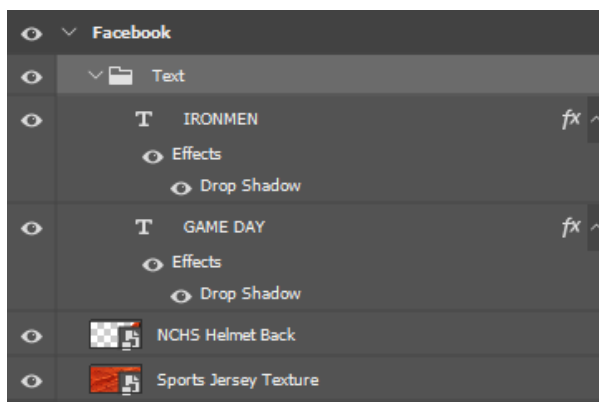 Facebook
Text
T IRONMEN fx
Effects
Drop Shadow
T GAME DAY fx
Effects
Drop Shadow
NCHS Helmet Back
Sports Jersey Texture